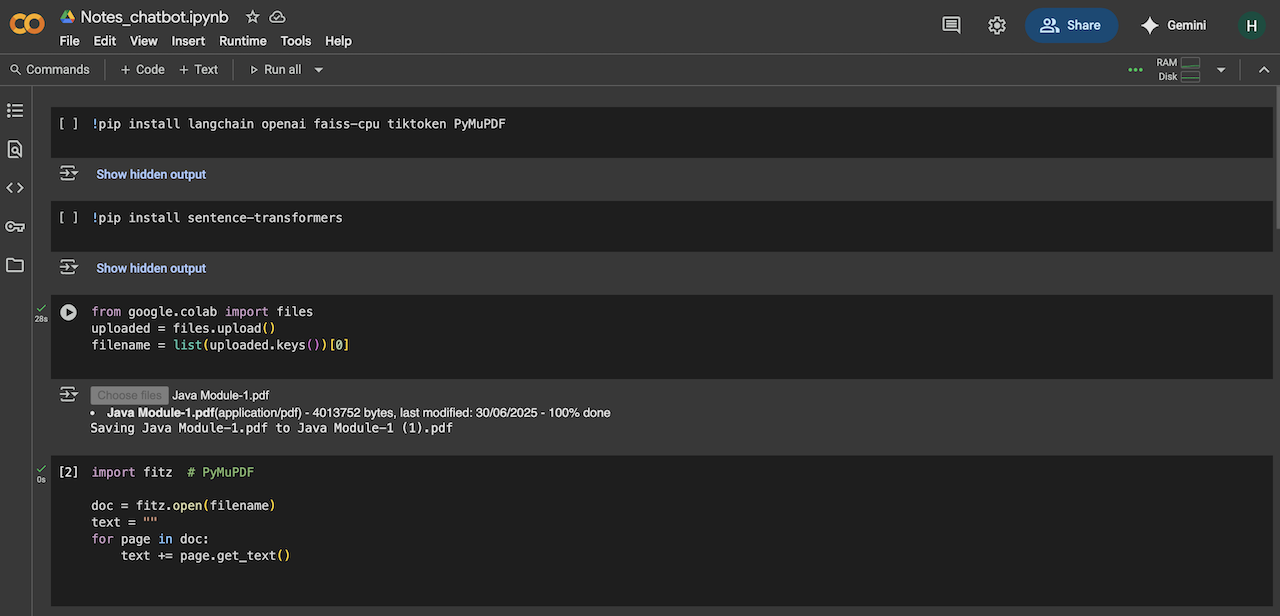 Notes_chatbot.ipynb
File Edit View Insert Runtime Tools Help
Share
Gemini
H
Commands + Code + Text Run all
RAM
Disk
[ ] !pip install langchain openai faiss-cpu tiktoken PyMuPDF
Show hidden output
[ ] !pip install sentence-transformers
Show hidden output
28s
from google.colab import files
uploaded = files.upload()
filename = list(uploaded.keys())[0]
Choose files Java Module-1.pdf
• Java Module-1.pdf(application/pdf) - 4013752 bytes, last modified: 30/06/2025 - 100% done
Saving Java Module-1.pdf to Java Module-1 (1).pdf
0s
[2] import fitz  # PyMuPDF
doc = fitz.open(filename)
text = ""
for page in doc:
    text += page.get_text()